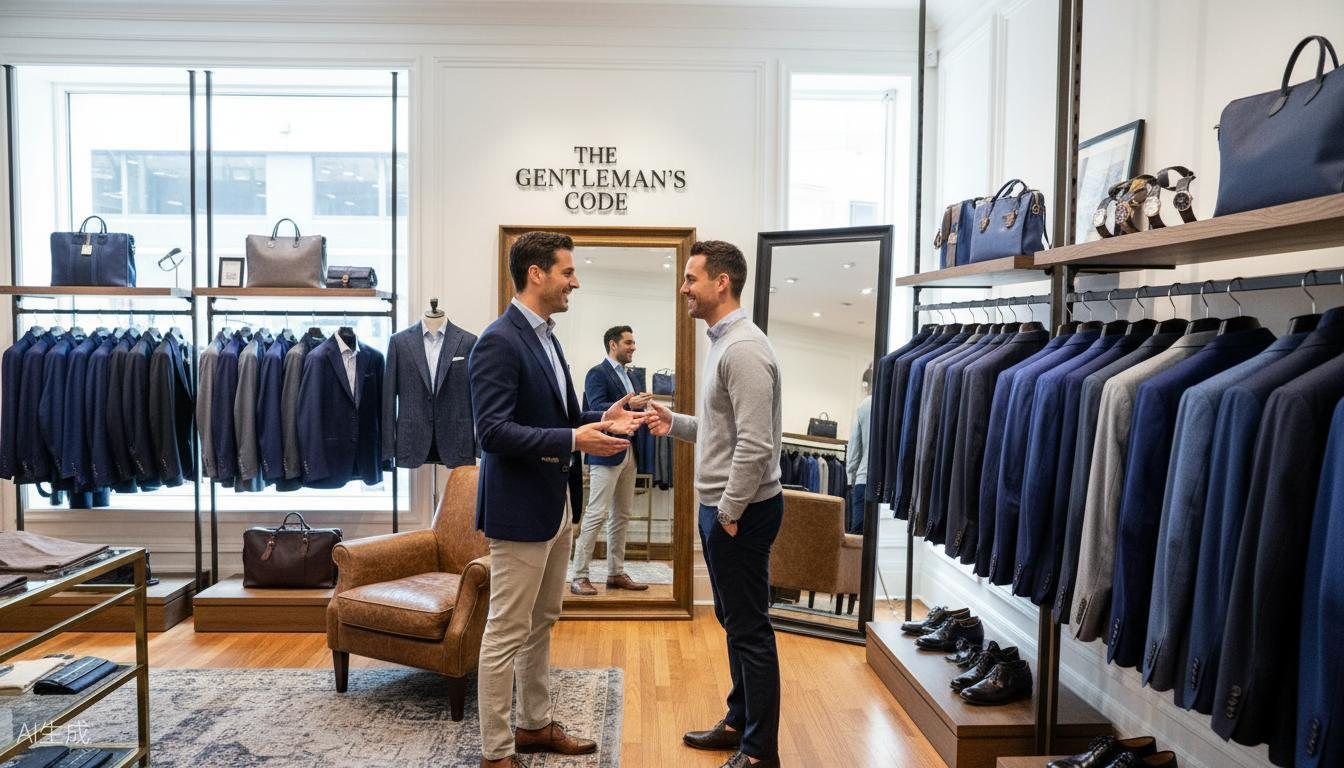 THE
GENTLEMAN'S
CODE
AI生成